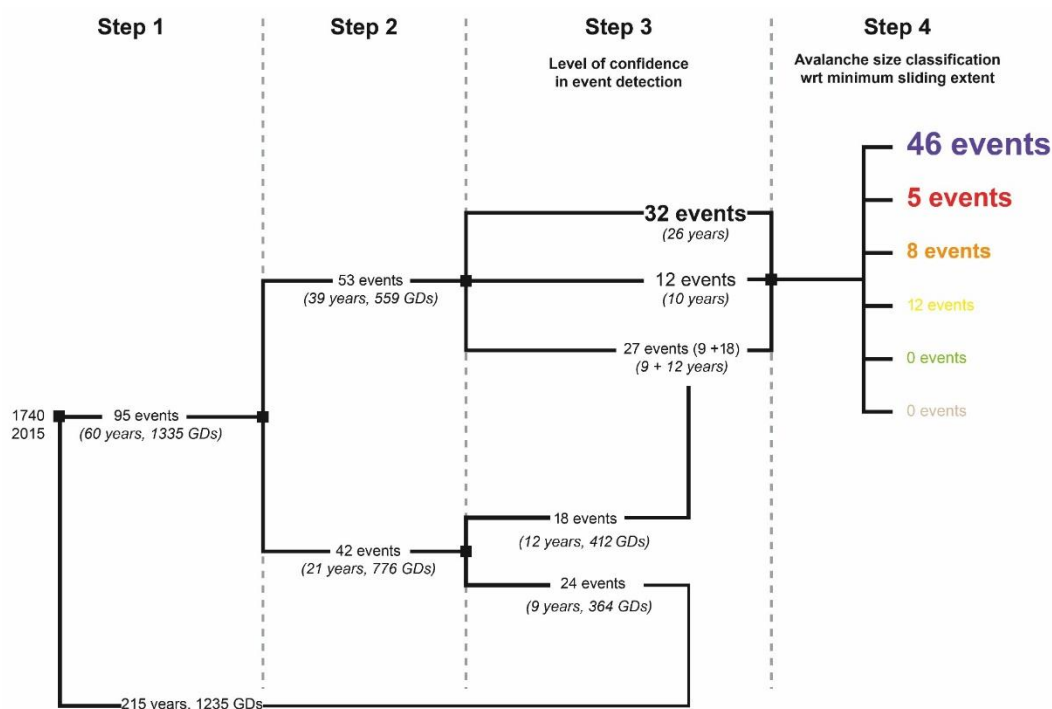 Step 1
Step 2
Step 3
Step 4
Level of confidence
in event detection
Avalanche size classification
wrt minimum sliding extent
46 events
5 events
32 events
(26 years)
8 events
53 events
(39 years, 559 GDs)
12 events
(10 years)
12 events
27 events (9 +18)
(9 + 12 years)
0 events
1740
2015
95 events
(60 years, 1335 GDs)
0 events
18 events
(12 years, 412 GDs)
42 events
(21 years, 776 GDs)
24 events
(9 years, 364 GDs)
215 years, 1235 GDs